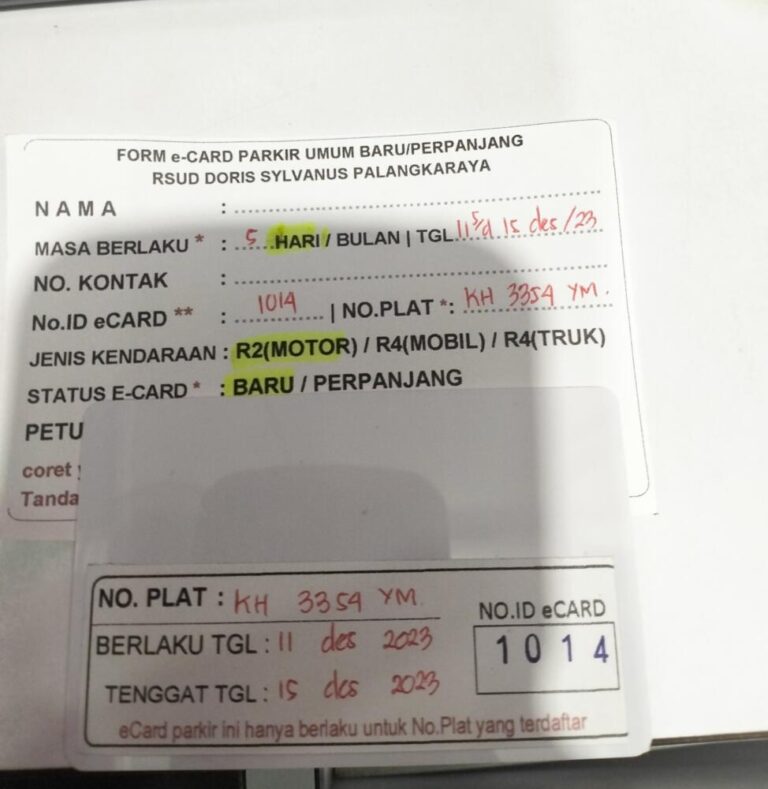 FORM e-CARD PARKIR UMUM BARU/PERPANJANG
RSUD DORIS SYLVANUS PALANGKARAYA
NAMA : ......................................................
MASA BERLAKU * : ..5..HARI / BULAN | TGL..11 s/d 15 des /23
NO. KONTAK : ......................................................
No.ID eCARD ** : ..1014.. | NO.PLAT *: KH 3354 YM.
JENIS KENDARAAN : R2(MOTOR) / R4(MOBIL) / R4(TRUK)
STATUS E-CARD * : BARU / PERPANJANG
PETU
coret
Tanda
NO. PLAT : KH 3354 YM.
BERLAKU TGL : 11 des 2023
TENGGAT TGL : 15 des 2023
NO.ID eCARD
1014
eCard parkir ini hanya berlaku untuk No.Plat yang terdaftar